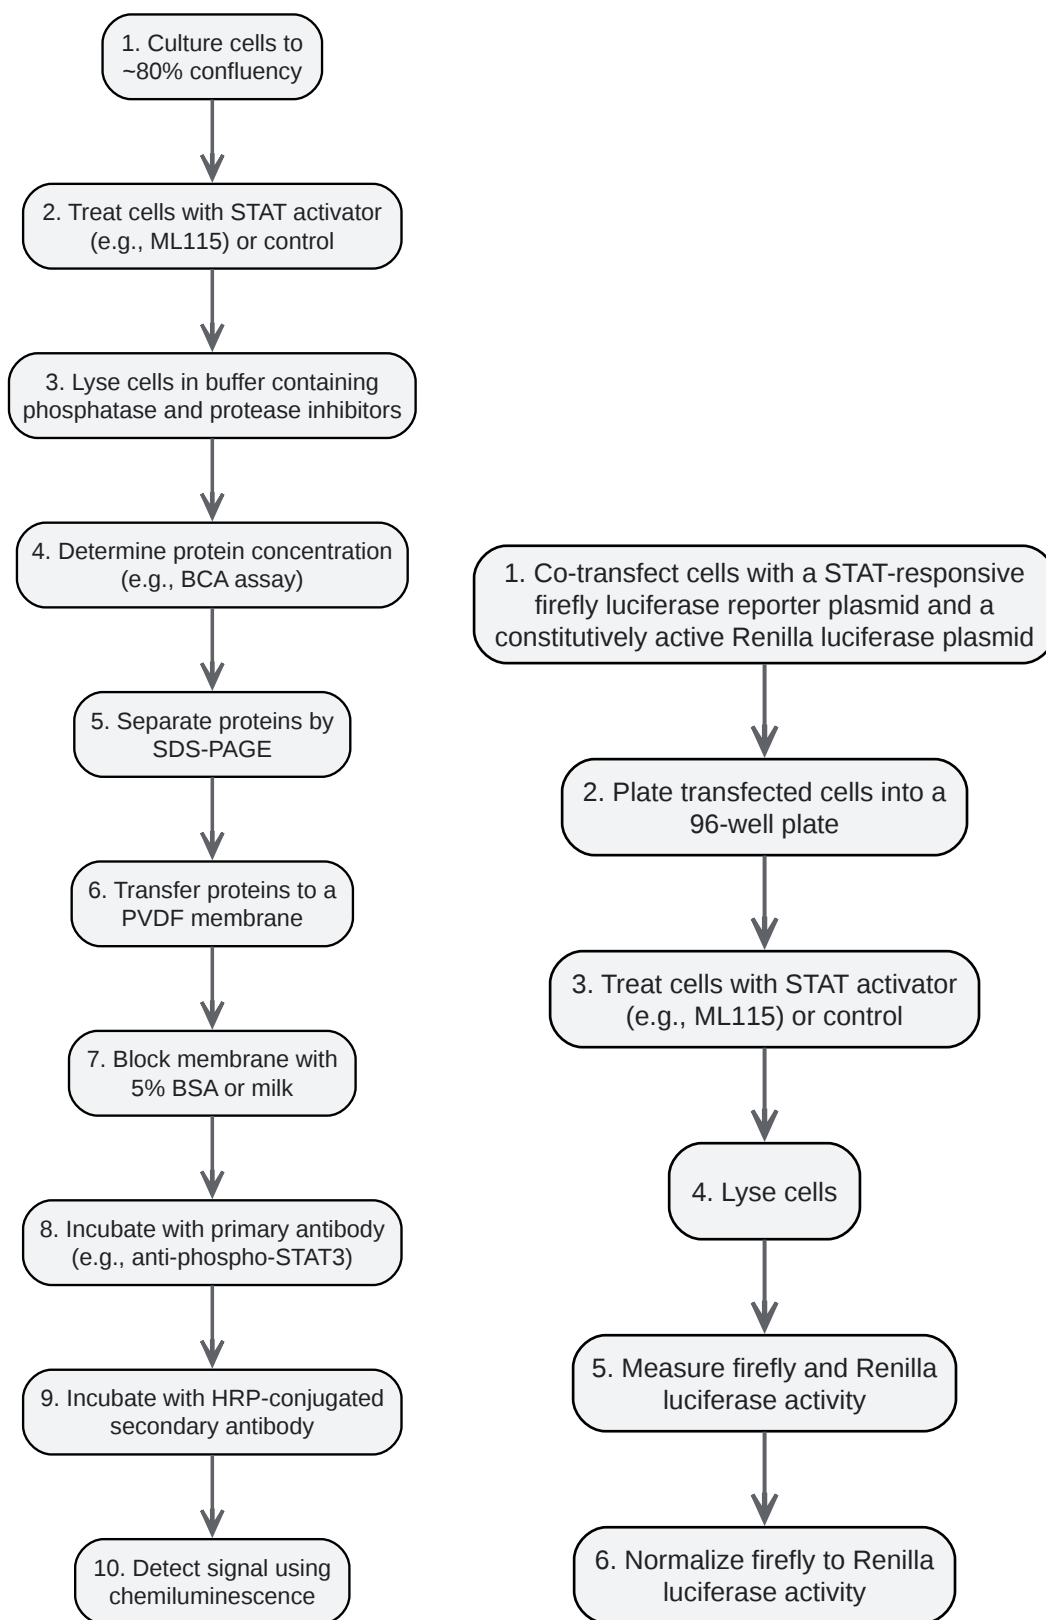 1. Culture cells to
~80% confluency
2. Treat cells with STAT activator
(e.g., ML115) or control
3. Lyse cells in buffer containing
phosphatase and protease inhibitors
4. Determine protein concentration
(e.g., BCA assay)
5. Separate proteins by
SDS-PAGE
6. Transfer proteins to a
PVDF membrane
7. Block membrane with
5% BSA or milk
8. Incubate with primary antibody
(e.g., anti-phospho-STAT3)
9. Incubate with HRP-conjugated
secondary antibody
10. Detect signal using
chemiluminescence
1. Co-transfect cells with a STAT-responsive
firefly luciferase reporter plasmid and a
constitutively active Renilla luciferase plasmid
2. Plate transfected cells into a
96-well plate
3. Treat cells with STAT activator
(e.g., ML115) or control
4. Lyse cells
5. Measure firefly and Renilla
luciferase activity
6. Normalize firefly to Renilla
luciferase activity